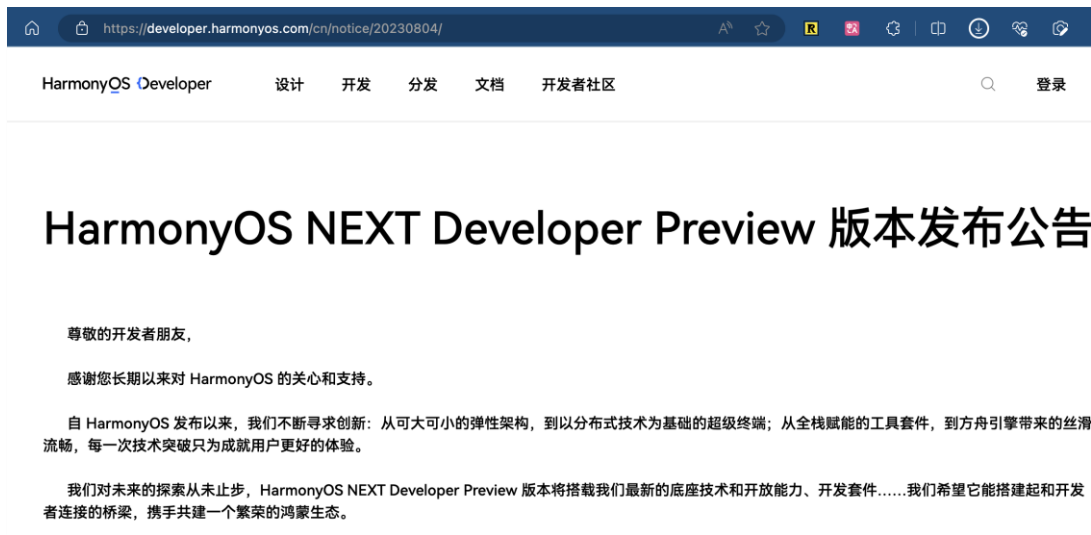 https://developer.harmonyos.com/cn/notice/20230804/
HarmonyOS Developer 设计 开发 分发 文档 开发者社区 登录
HarmonyOS NEXT Developer Preview 版本发布公告
尊敬的开发者朋友，
感谢您长期以来对 HarmonyOS 的关心和支持。
自 HarmonyOS 发布以来，我们不断寻求创新：从可大可小的弹性架构，到以分布式技术为基础的超级终端；从全栈赋能的工具套件，到方舟引擎带来的丝滑
流畅，每一次技术突破只为成就用户更好的体验。
我们对未来的探索从未止步，HarmonyOS NEXT Developer Preview 版本将搭载我们最新的底座技术和开放能力、开发套件……我们希望它能搭建起和开发
者连接的桥梁，携手共建一个繁荣的鸿蒙生态。